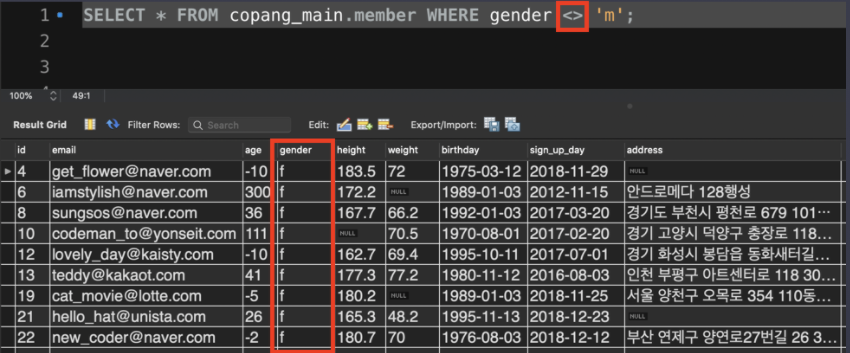 1 SELECT * FROM copang_main.member WHERE gender <> 'm';
2
3
100% 49:1
Result Grid Filter Rows: Search Edit: Export/Import:
id email age gender height weight birthday sign_up_day address
4 get_flower@naver.com -10 f 183.5 72 1975-03-12 2018-11-29 NULL
6 iamstylish@naver.com 300 f 172.2 NULL 1989-01-03 2012-11-15 안드로메다 128행성
8 sungsos@naver.com 36 f 167.7 66.2 1992-01-03 2017-03-20 경기도 부천시 평천로 679 101…
10 codeman_to@yonseit.com 111 f NULL 70.5 1970-08-01 2017-02-20 경기 고양시 덕양구 충장로 118…
12 lovely_day@kaisty.com -10 f 162.7 69.4 1995-10-11 2017-07-01 경기 화성시 봉담읍 동화새터길…
13 teddy@kakaot.com 41 f 177.3 77.2 1980-11-12 2016-08-03 인천 부평구 아트센터로 118 30…
19 cat_movie@lotte.com -5 f 180.2 NULL 1989-01-03 2018-11-25 서울 양천구 오목로 354 110동…
21 hello_hat@unista.com 26 f 165.3 48.2 1995-11-13 2018-12-23 NULL
22 new_coder@naver.com -2 f 180.7 70 1976-08-03 2018-12-12 부산 연제구 양연로27번길 26 3…